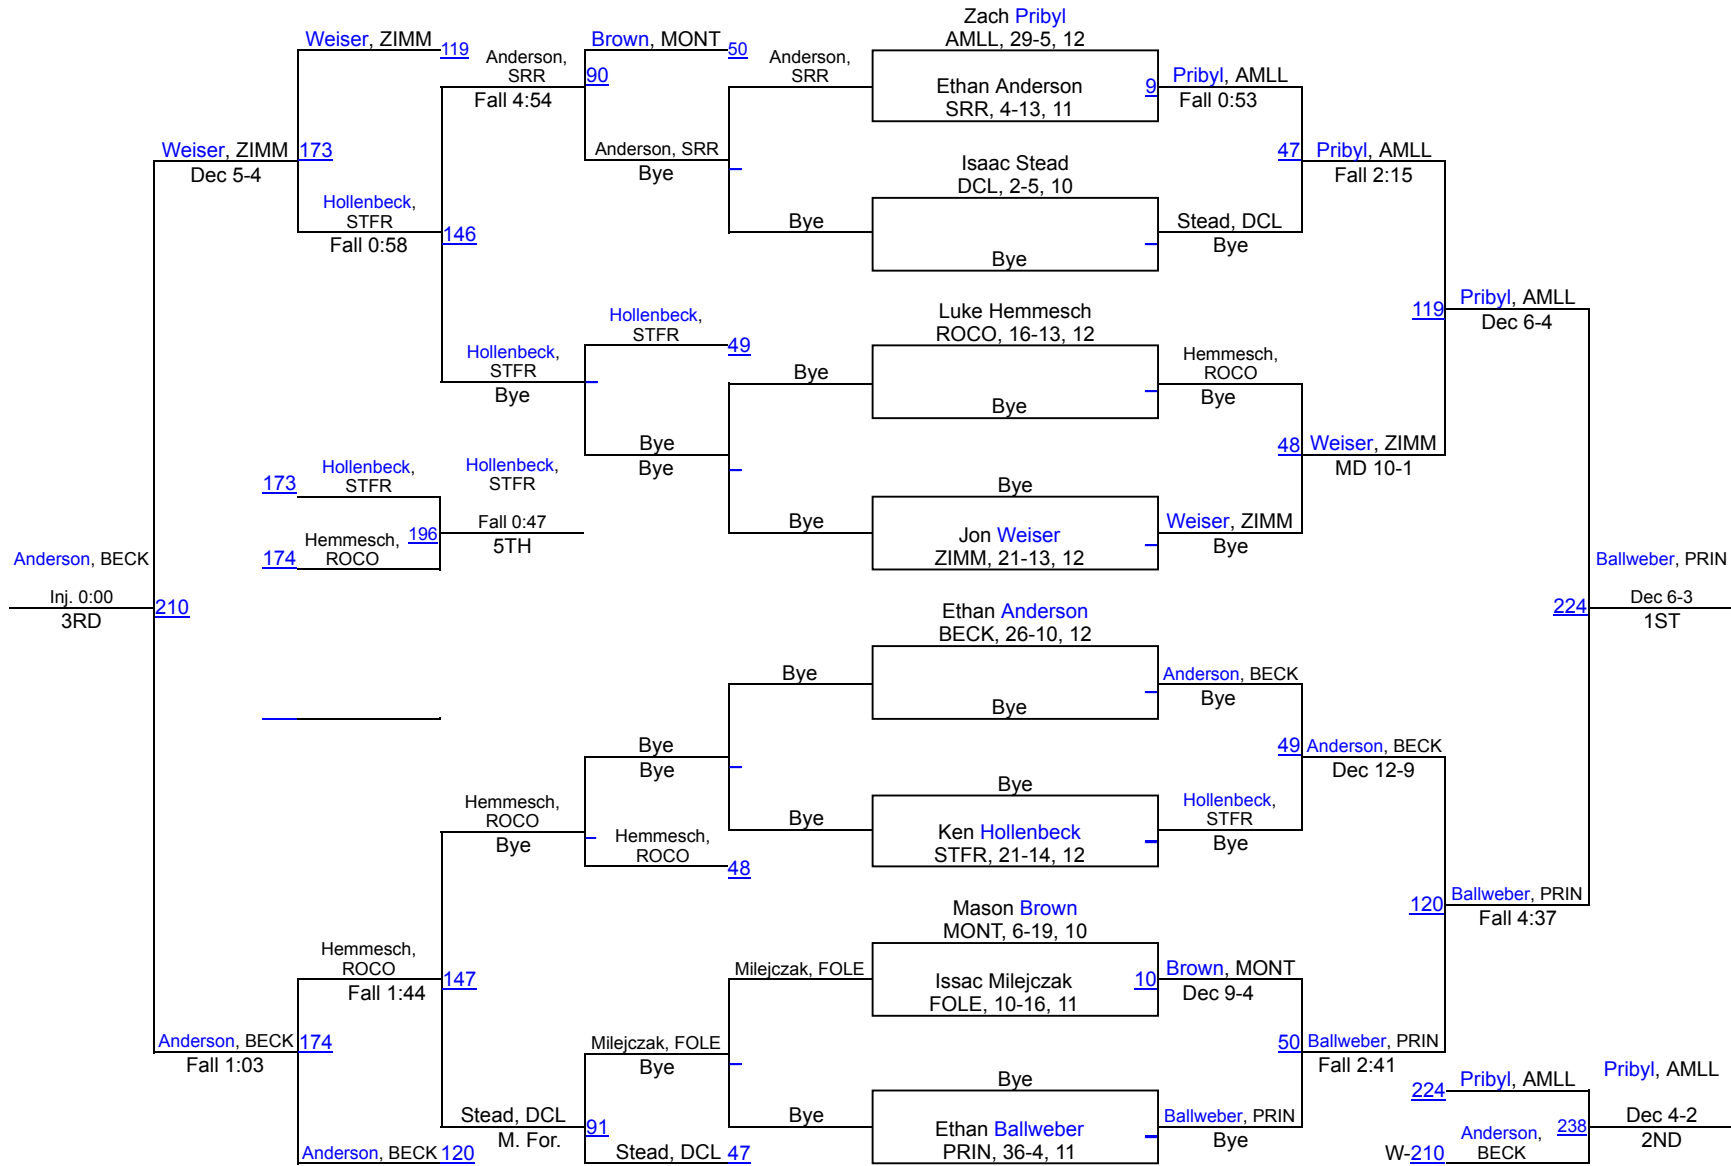 Zach Pribyl
AMLL, 29-5, 12
Ethan Anderson
SRR, 4-13, 11
9
Isaac Stead
DCL, 2-5, 10
Bye
Luke Hemmesch
ROCO, 16-13, 12
Bye
Bye
Jon Weiser
ZIMM, 21-13, 12
Ethan Anderson
BECK, 26-10, 12
Bye
Bye
Ken Hollenbeck
STFR, 21-14, 12
Mason Brown
MONT, 6-19, 10
Issac Milejczak
FOLE, 10-16, 11
10
Bye
Ethan Ballweber
PRIN, 36-4, 11
Pribyl, AMLL
Fall 0:53
Stead, DCL
Bye
Hemmesch,
ROCO
Bye
Weiser, ZIMM
Bye
Anderson, BECK
Bye
Hollenbeck,
STFR
Bye
Brown, MONT
Dec 9-4
Ballweber, PRIN
Bye
47
Pribyl, AMLL
Fall 2:15
48
Weiser, ZIMM
MD 10-1
49
Anderson, BECK
Dec 12-9
50
Ballweber, PRIN
Fall 2:41
119
Pribyl, AMLL
Dec 6-4
120
Ballweber, PRIN
Fall 4:37
Ballweber, PRIN
224
Dec 6-3
1ST
224
Pribyl, AMLL
W-210
Anderson,
BECK
238
Pribyl, AMLL
Dec 4-2
2ND
Anderson,
SRR
Bye
Bye
Bye
Bye
Bye
Milejczak, FOLE
Bye
Brown, MONT
50
Anderson, SRR
Bye
Hollenbeck,
STFR
49
Bye
Bye
Bye
Bye
Hemmesch,
ROCO
48
Milejczak, FOLE
Bye
Stead, DCL
47
Anderson,
SRR
90
Fall 4:54
Hollenbeck,
STFR
Bye
Hemmesch,
ROCO
Bye
Stead, DCL
91
M. For.
Weiser, ZIMM
119
Hollenbeck,
STFR
146
Fall 0:58
Hemmesch,
ROCO
147
Fall 1:44
Anderson, BECK
120
Weiser, ZIMM
173
Dec 5-4
Anderson, BECK
174
Fall 1:03
173
Hollenbeck,
STFR
174
Hemmesch,
ROCO
196
Hollenbeck,
STFR
Fall 0:47
5TH
Anderson, BECK
Inj. 0:00
210
3RD